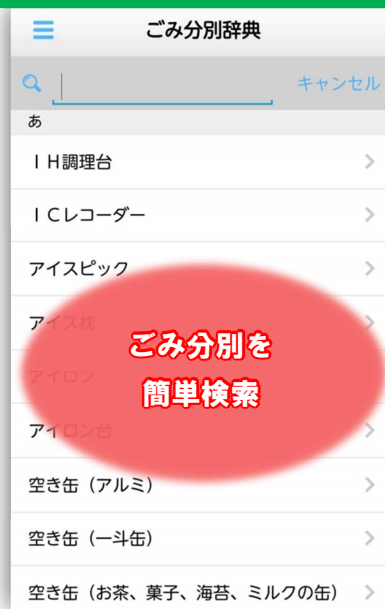 ごみ分別辞典
キャンセル
あ
ＩＨ調理台
ＩＣレコーダー
アイスピック
アイス枕
ごみ分別を
アイロン
簡単検索
アイロン台
空き缶（アルミ）
空き缶（一斗缶）
空き缶（お茶、菓子、海苔、ミルクの缶）